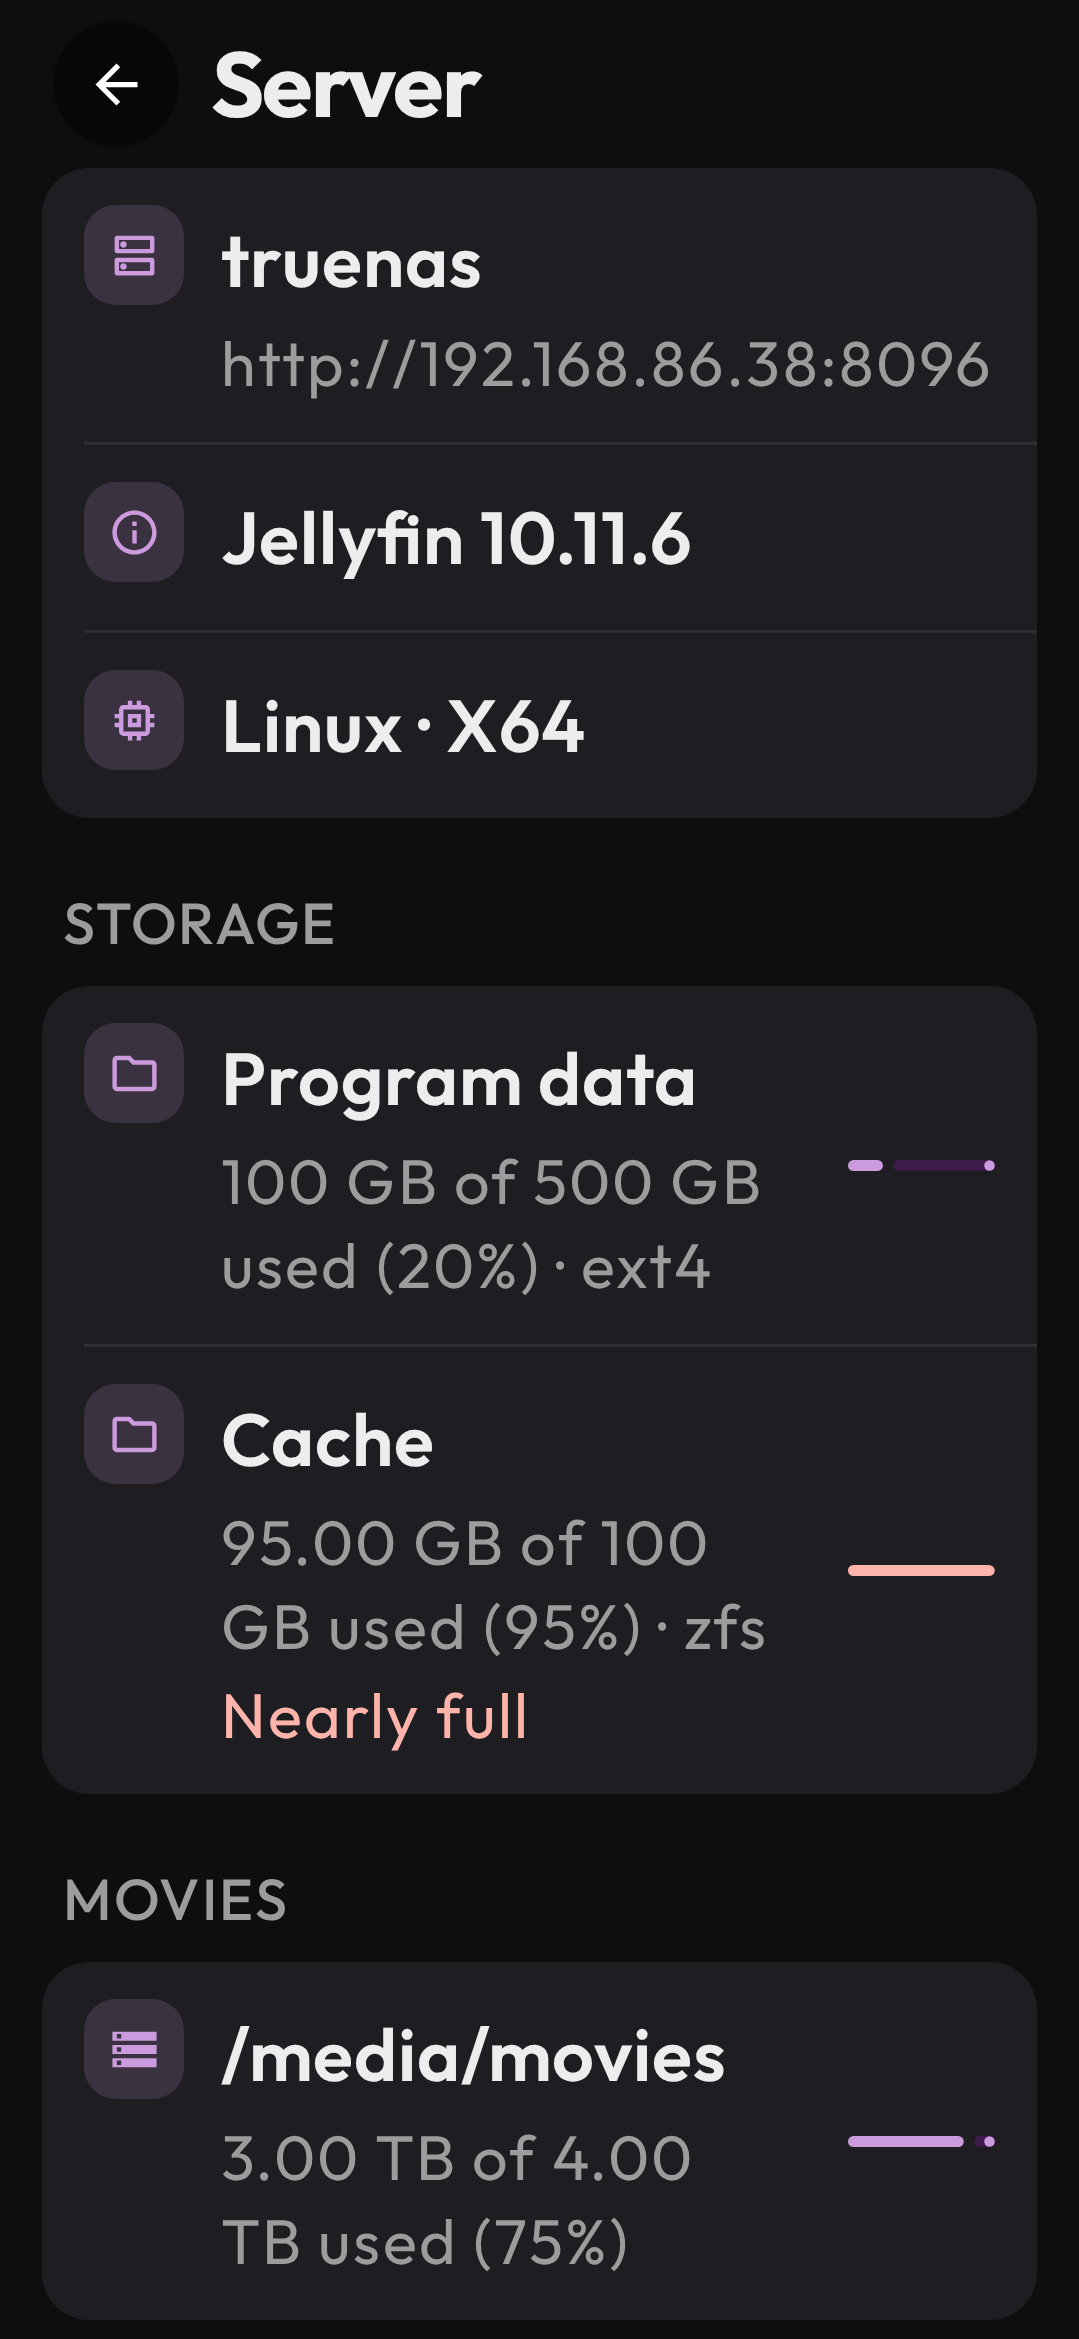 Server
truenas
http://192.168.86.38:8096
Jellyfin 10.11.6
Linux · X64
STORAGE
Program data
100 GB of 500 GB
used (20%) · ext4
Cache
95.00 GB of 100
GB used (95%) · zfs
Nearly full
MOVIES
/media/movies
3.00 TB of 4.00
TB used (75%)